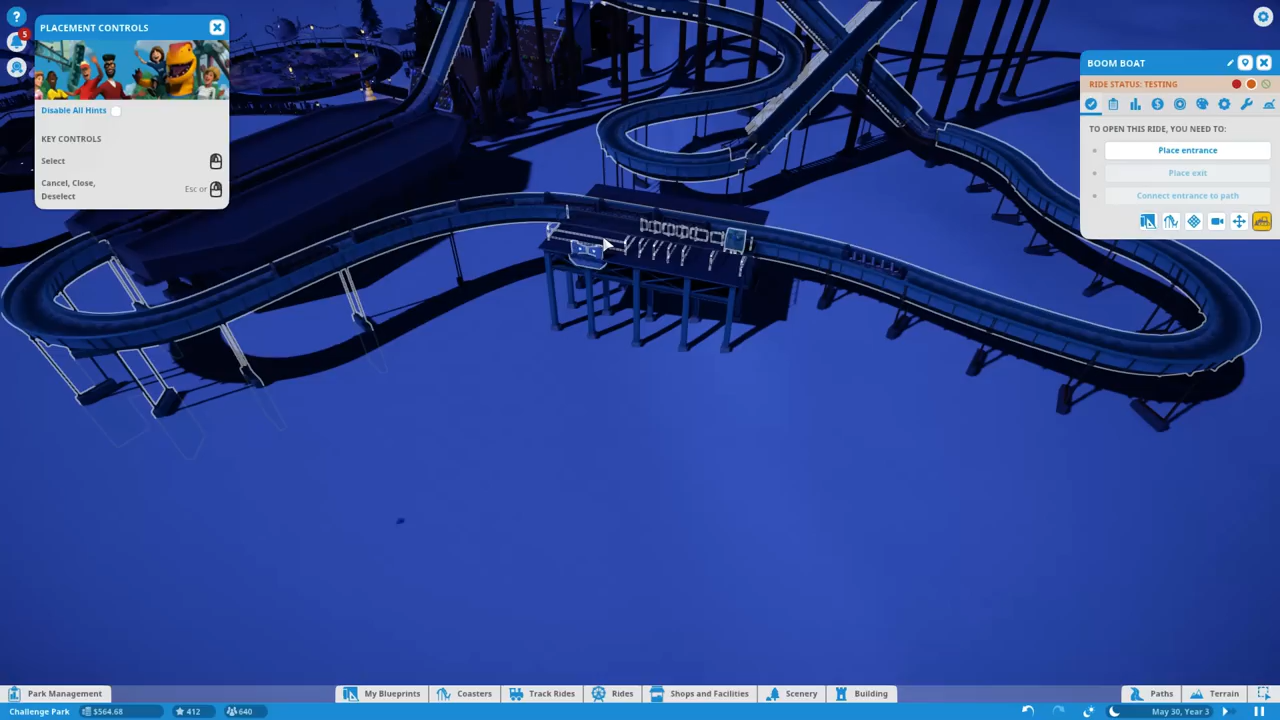 ?
PLACEMENT CONTROLS
5
Disable All Hints
KEY CONTROLS
Select
Cancel, Close,
Deselect
Esc or
BOOM BOAT
RIDE STATUS: TESTING
TO OPEN THIS RIDE, YOU NEED TO:
Place entrance
Place exit
Connect entrance to path
Park Management
My Blueprints
Coasters
Track Rides
Rides
Shops and Facilities
Scenery
Building
Paths
Terrain
Challenge Park
$564.68
412
640
May 30, Year 3